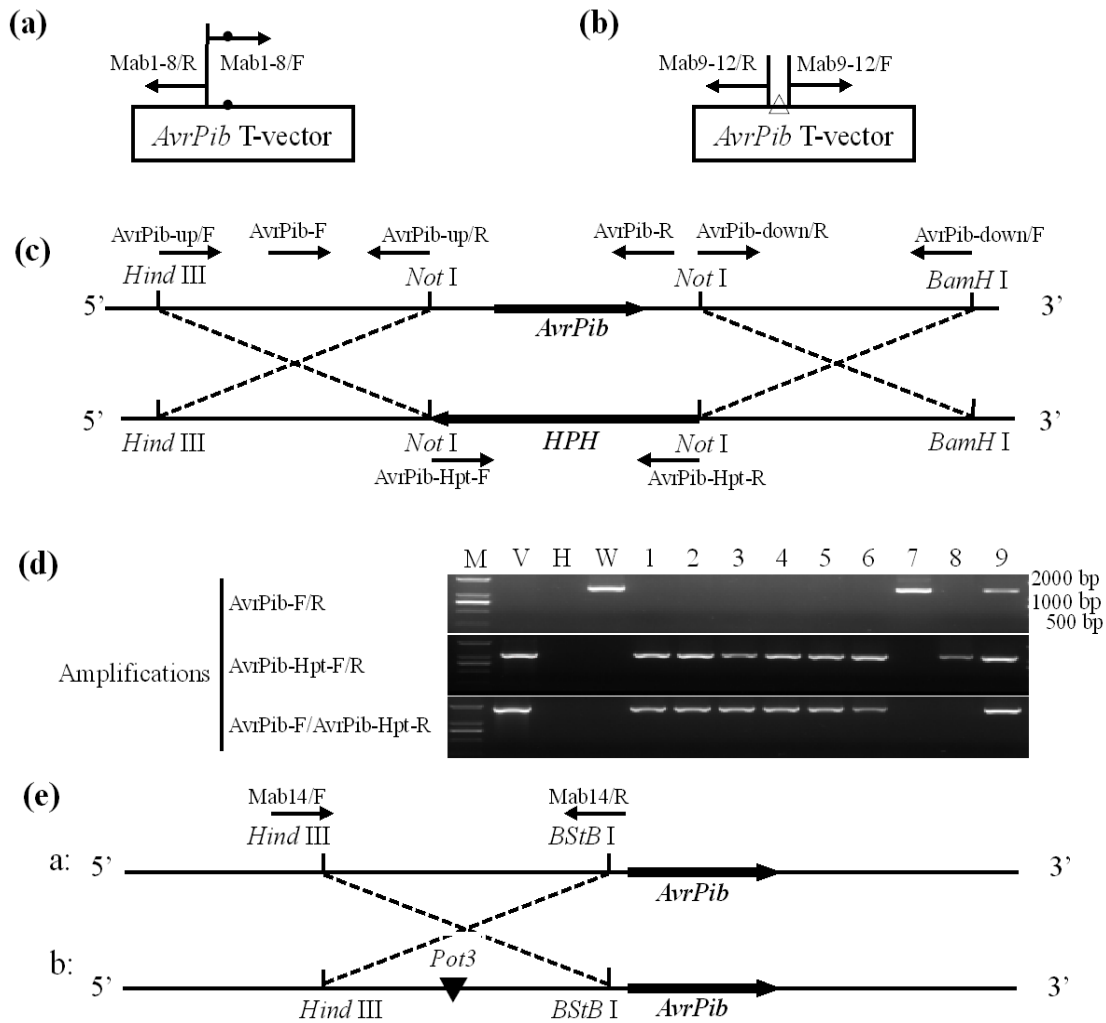 (a)
Mab1-8/R
Mab1-8/F
AvrPib T-vector
(b)
Mab9-12/R
Mab9-12/F
AvrPib T-vector
(c)
AvrPib-up/F
AvrPib-F
AvrPib-up/R
AvrPib-R
AvrPib-down/R
AvrPib-down/F
Hind III
Not I
Not I
BamH I
5’
3’
AvrPib
5’
3’
Hind III
Not I
HPH
Not I
BamH I
AvrPib-Hpt-F
AvrPib-Hpt-R
(d)
M V H W 1 2 3 4 5 6 7 8 9
Amplifications
AvrPib-F/R
2000 bp
1000 bp
500 bp
AvrPib-Hpt-F/R
AvrPib-F/AvrPib-Hpt-R
(e)
Mab14/F
Mab14/R
Hind III
BStB I
a: 5’
3’
AvrPib
Pot3
b: 5’
3’
Hind III
BStB I
AvrPib